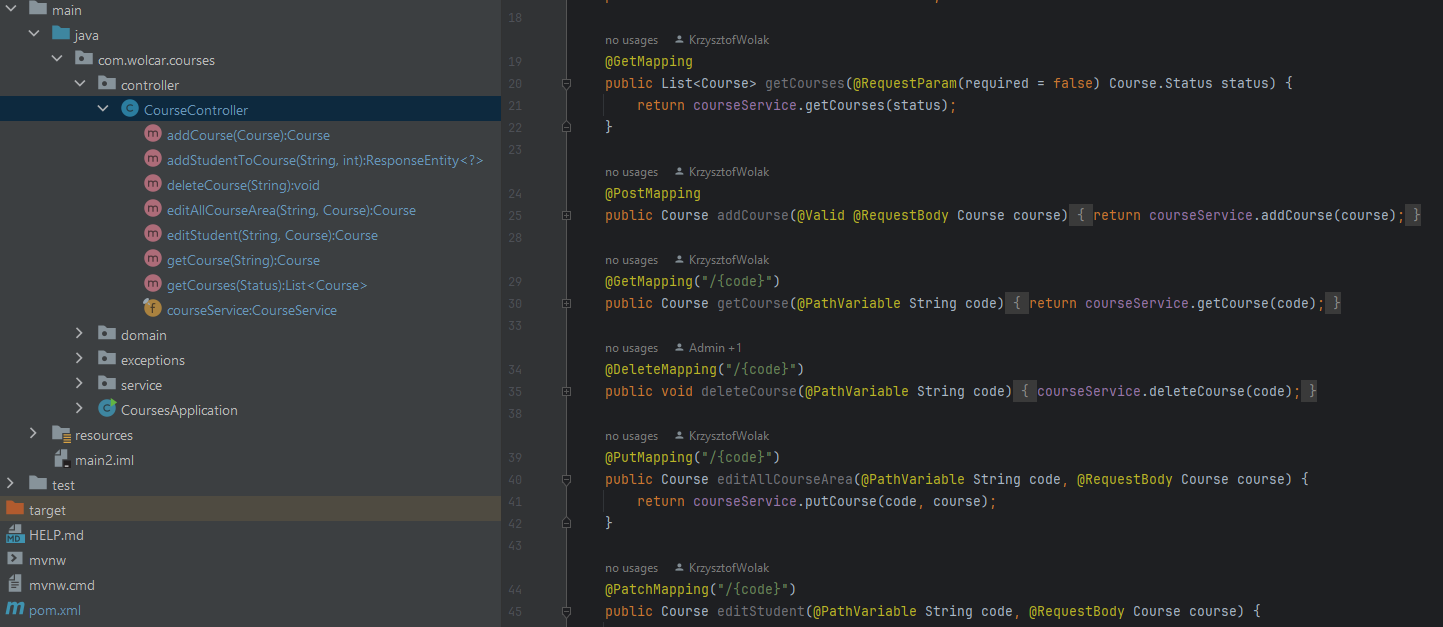 main
java
com.wolcar.courses
controller
CourseController
addCourse(Course):Course
addStudentToCourse(String, int):ResponseEntity<?>
deleteCourse(String):void
editAllCourseArea(String, Course):Course
editStudent(String, Course):Course
getCourse(String):Course
getCourses(Status):List<Course>
courseService:CourseService
domain
exceptions
service
CoursesApplication
resources
main2.iml
test
target
HELP.md
mvnw
mvnw.cmd
pom.xml
18
no usages KrzysztofWolak
19 @GetMapping
20 public List<Course> getCourses(@RequestParam(required = false) Course.Status status) {
21 return courseService.getCourses(status);
22 }
23
no usages KrzysztofWolak
24 @PostMapping
25 public Course addCourse(@Valid @RequestBody Course course) { return courseService.addCourse(course); }
28
no usages KrzysztofWolak
29 @GetMapping("/{code}")
30 public Course getCourse(@PathVariable String code) { return courseService.getCourse(code); }
33
no usages Admin +1
34 @DeleteMapping("/{code}")
35 public void deleteCourse(@PathVariable String code) { courseService.deleteCourse(code); }
38
no usages KrzysztofWolak
39 @PutMapping("/{code}")
40 public Course editAllCourseArea(@PathVariable String code, @RequestBody Course course) {
41 return courseService.putCourse(code, course);
42 }
43
no usages KrzysztofWolak
44 @PatchMapping("/{code}")
45 public Course editStudent(@PathVariable String code, @RequestBody Course course) {